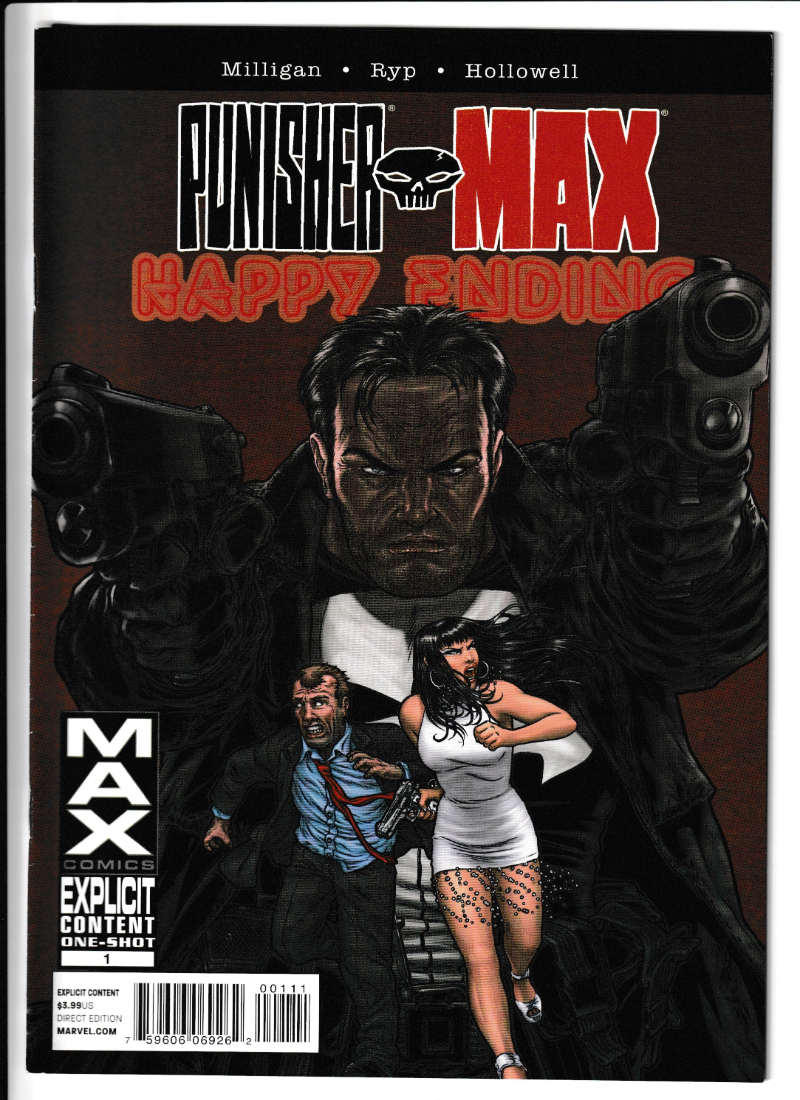 Milligan • Ryp • Hollowell
PUNISHER® MAX®
HAPPY ENDING
MAX
COMICS
EXPLICIT
CONTENT
ONE-SHOT
1
EXPLICIT CONTENT
$3.99US
DIRECT EDITION
MARVEL.COM
00111
7 59606 06926 2